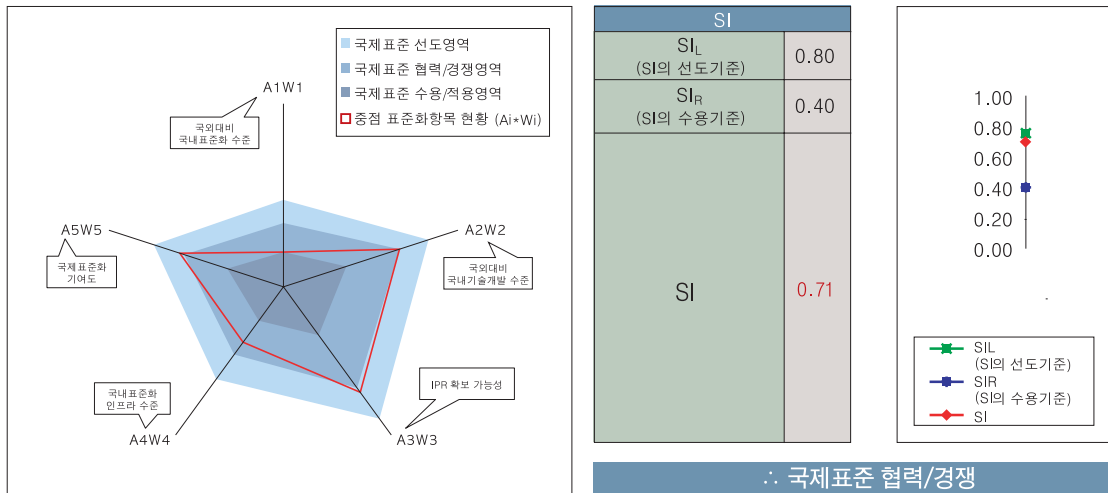 국제표준 선도영역
국제표준 협력/경쟁영역
국제표준 수용/적용영역
중점 표준화항목 현황 (Ai*Wi)
A1W1
국외대비
국내표준화 수준
A2W2
국외대비
국내기술개발 수준
A5W5
국제표준화
기여도
국내표준화
인프라 수준
A4W4
IPR 확보 가능성
A3W3
SI
SIL
(SI의 선도기준)
0.80
SIR
(SI의 수용기준)
0.40
SI
0.71
1.00
0.80
0.60
0.40
0.20
0.00
SIL
(SI의 선도기준)
SIR
(SI의 수용기준)
SI
∴ 국제표준 협력/경쟁